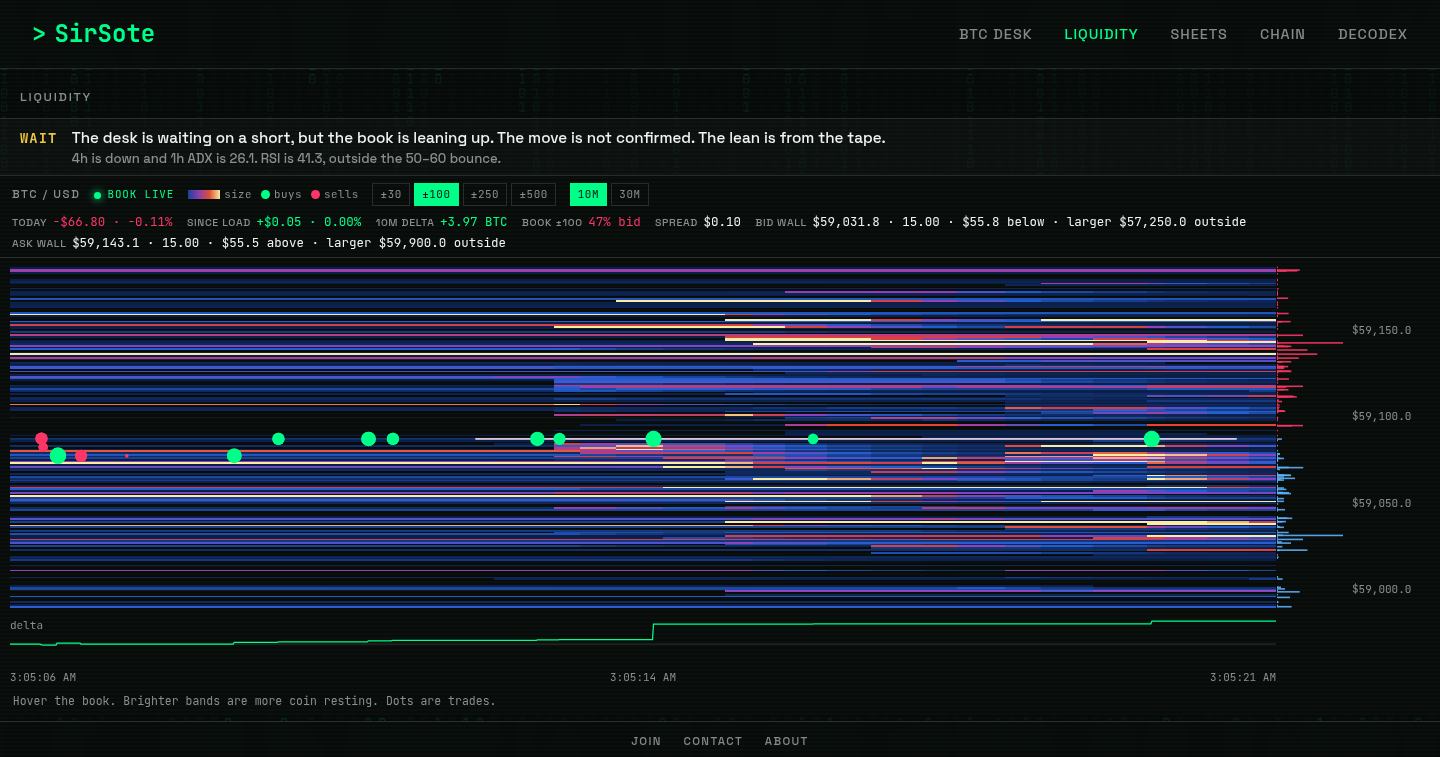 > SirSote
BTC DESK LIQUIDITY SHEETS CHAIN DECODEX
LIQUIDITY
WAIT The desk is waiting on a short, but the book is leaning up. The move is not confirmed. The lean is from the tape.
4h is down and 1h ADX is 26.1. RSI is 41.3, outside the 50–60 bounce.
BTC / USD BOOK LIVE size buys sells ±30 ±100 ±250 ±500 10M 30M
TODAY -$66.80 · -0.11% SINCE LOAD +$0.05 · 0.00% 10M DELTA +3.97 BTC BOOK ±100 47% bid SPREAD $0.10 BID WALL $59,031.8 · 15.00 · $55.8 below · larger $57,250.0 outside
ASK WALL $59,143.1 · 15.00 · $55.5 above · larger $59,900.0 outside
$59,150.0
$59,100.0
$59,050.0
$59,000.0
delta
3:05:06 AM 3:05:14 AM 3:05:21 AM
Hover the book. Brighter bands are more coin resting. Dots are trades.
JOIN CONTACT ABOUT